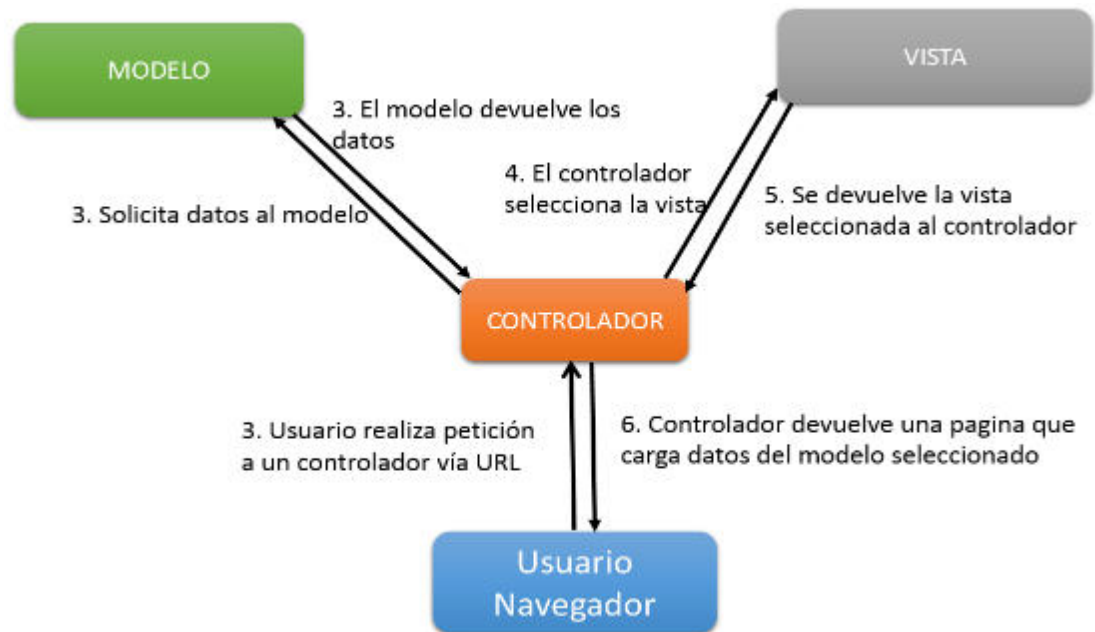 MODELO
VISTA
3. El modelo devuelve los
datos
4. El controlador
selecciona la vista
3. Solicita datos al modelo
5. Se devuelve la vista
seleccionada al controlador
CONTROLADOR
3. Usuario realiza petición
a un controlador vía URL
6. Controlador devuelve una pagina que
carga datos del modelo seleccionado
Usuario
Navegador